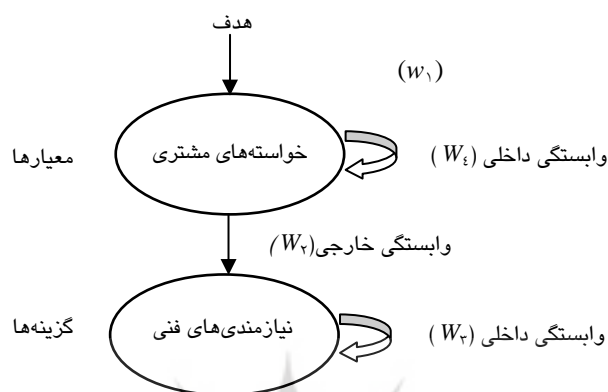 هدف
(w۱)
معیارها
خواسته‌های مشتری
وابستگی داخلی (W٤)
وابستگی خارجی(W۲)
گزینه‌ها
نیازمندی‌های فنی
وابستگی داخلی (W۳)